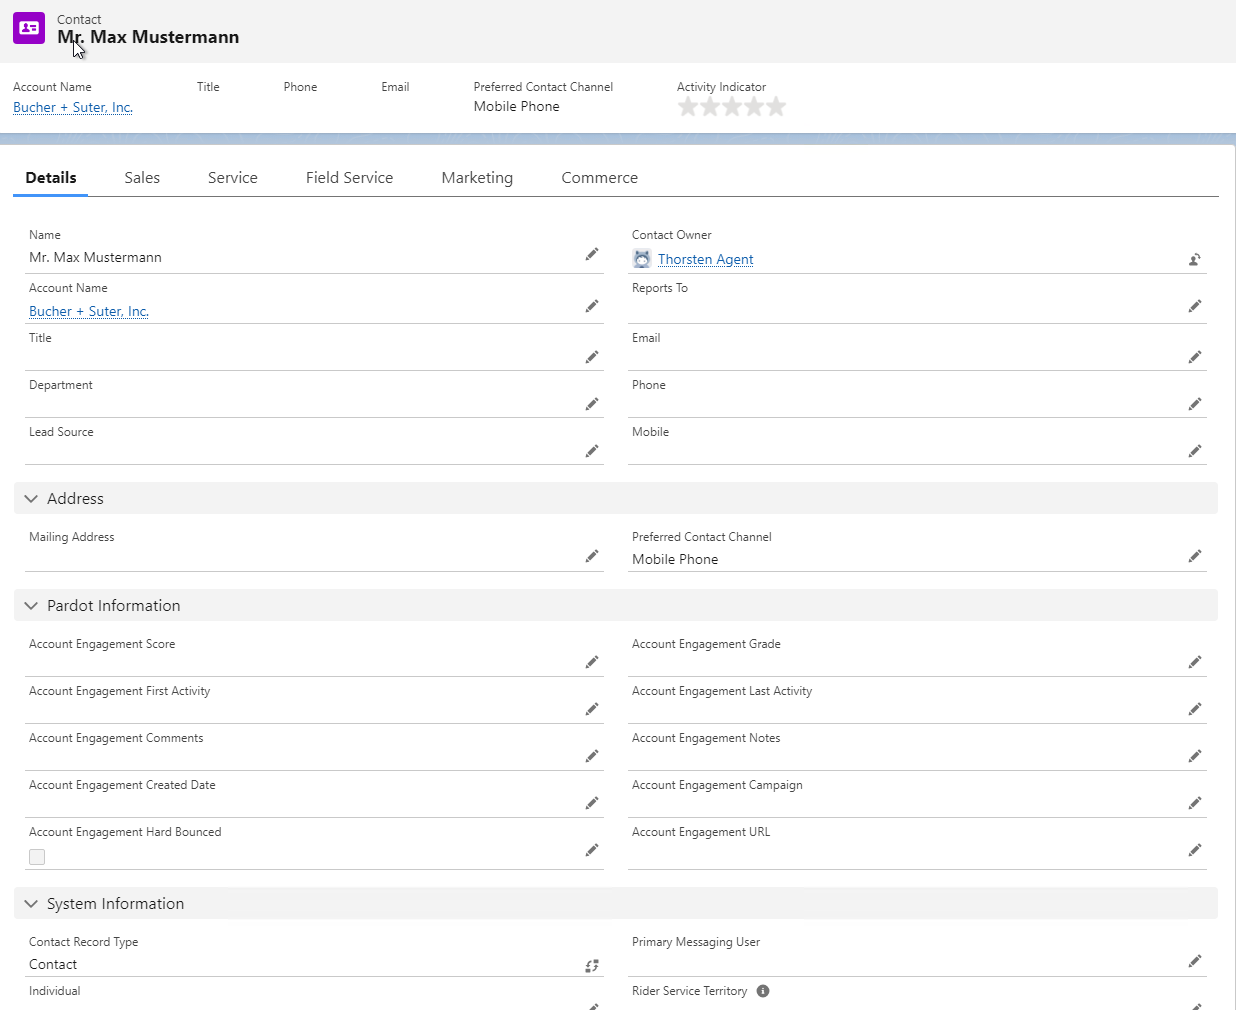 Contact
Mr. Max Mustermann
Account Name Title Phone Email Preferred Contact Channel Activity Indicator
Bucher + Suter, Inc. Mobile Phone
Details Sales Service Field Service Marketing Commerce
Name Contact Owner
Mr. Max Mustermann Thorsten Agent
Account Name Reports To
Bucher + Suter, Inc.
Title Email
Department Phone
Lead Source Mobile
Address
Mailing Address Preferred Contact Channel
Mobile Phone
Pardot Information
Account Engagement Score Account Engagement Grade
Account Engagement First Activity Account Engagement Last Activity
Account Engagement Comments Account Engagement Notes
Account Engagement Created Date Account Engagement Campaign
Account Engagement Hard Bounced Account Engagement URL
System Information
Contact Record Type Primary Messaging User
Contact
Individual Rider Service Territory